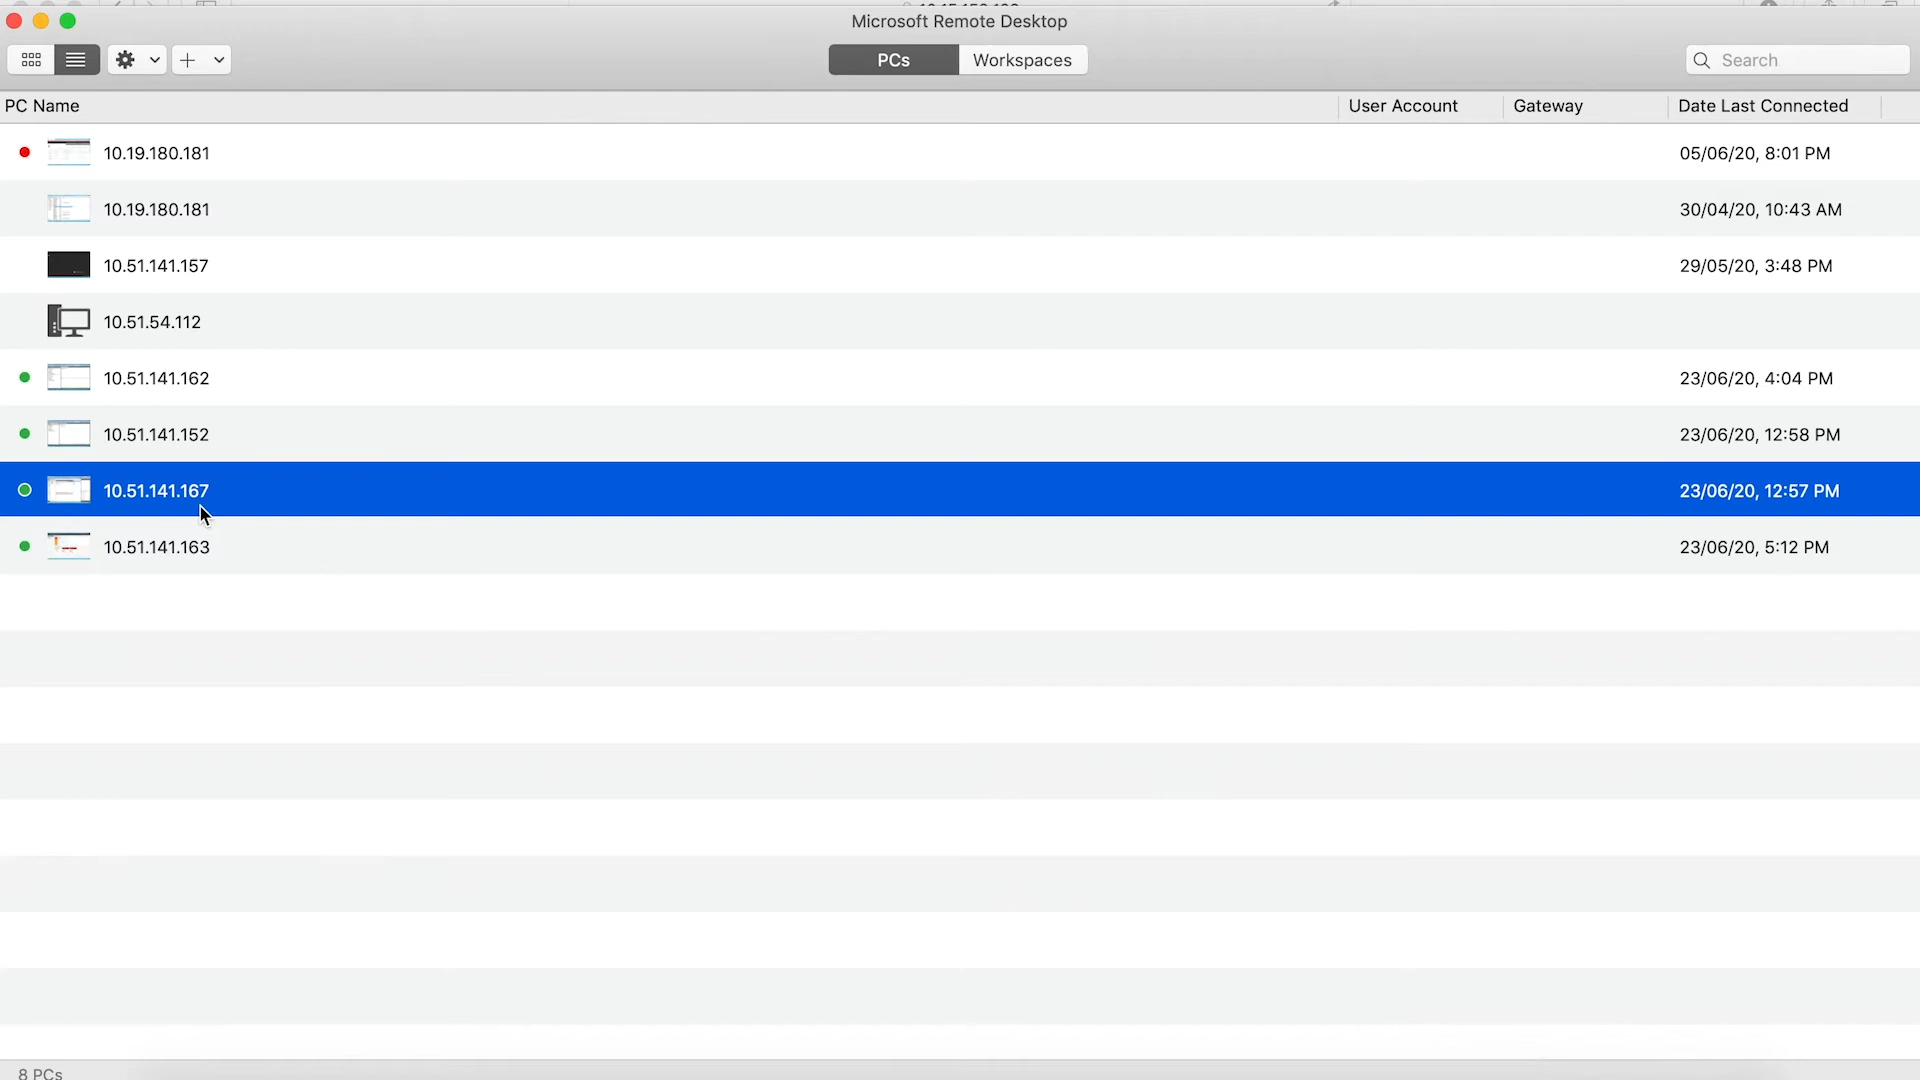 Microsoft Remote Desktop
PCs Workspaces Search
PC Name User Account Gateway Date Last Connected
10.19.180.181 05/06/20, 8:01 PM
10.19.180.181 30/04/20, 10:43 AM
10.51.141.157 29/05/20, 3:48 PM
10.51.54.112
10.51.141.162 23/06/20, 4:04 PM
10.51.141.152 23/06/20, 12:58 PM
10.51.141.167 23/06/20, 12:57 PM
10.51.141.163 23/06/20, 5:12 PM
8 PCs